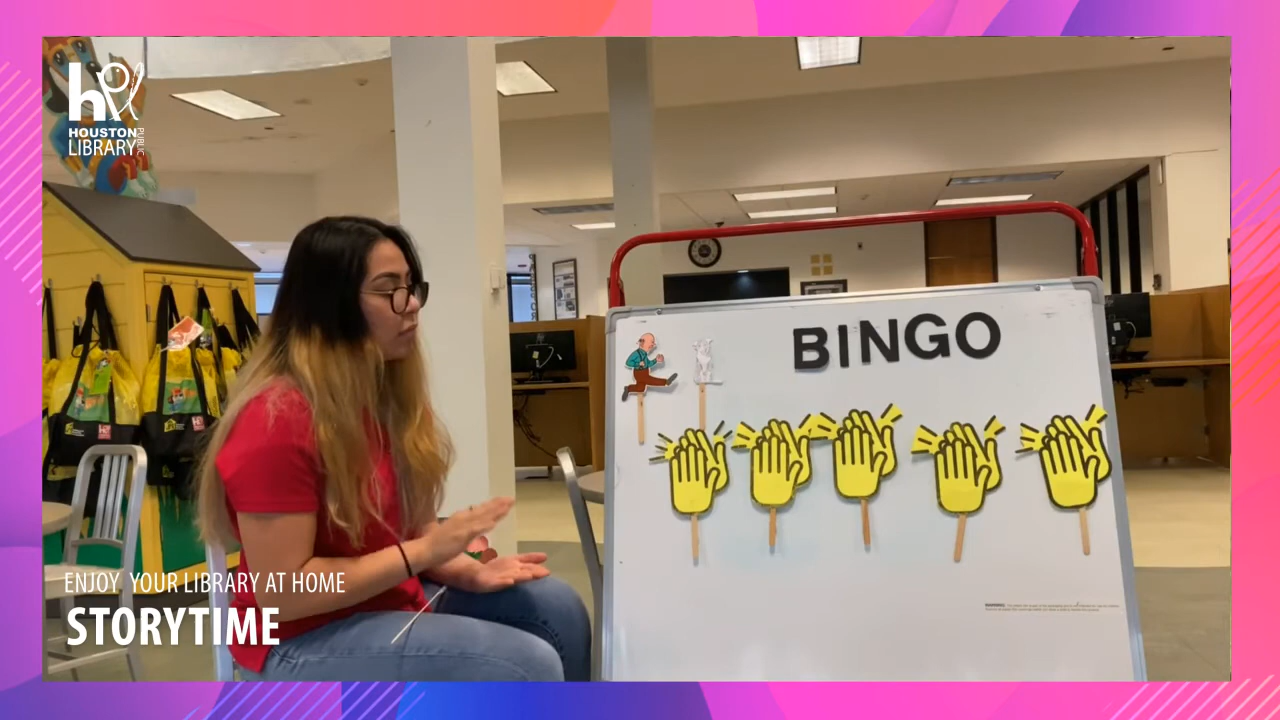 h
HOUSTON
PUBLIC
LIBRARY
BINGO
ENJOY YOUR LIBRARY AT HOME
STORYTIME